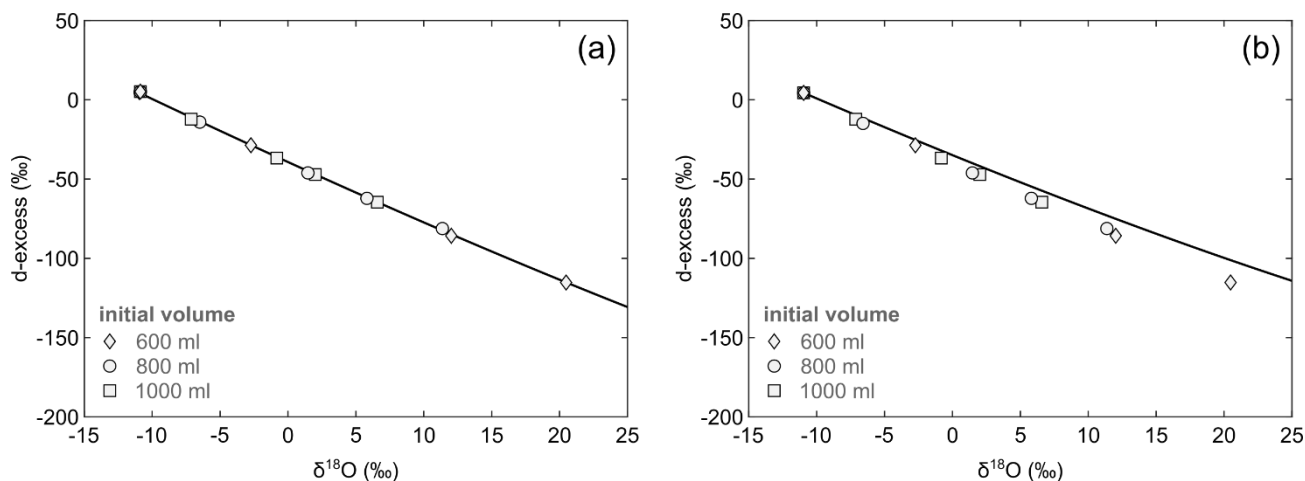 50
0
-50
-100
-150
-200
d-excess (‰)
(a)
initial volume
600 ml
800 ml
1000 ml
-15 -10 -5 0 5 10 15 20 25
δ18O (‰)
50
0
-50
-100
-150
-200
d-excess (‰)
(b)
initial volume
600 ml
800 ml
1000 ml
-15 -10 -5 0 5 10 15 20 25
δ18O (‰)